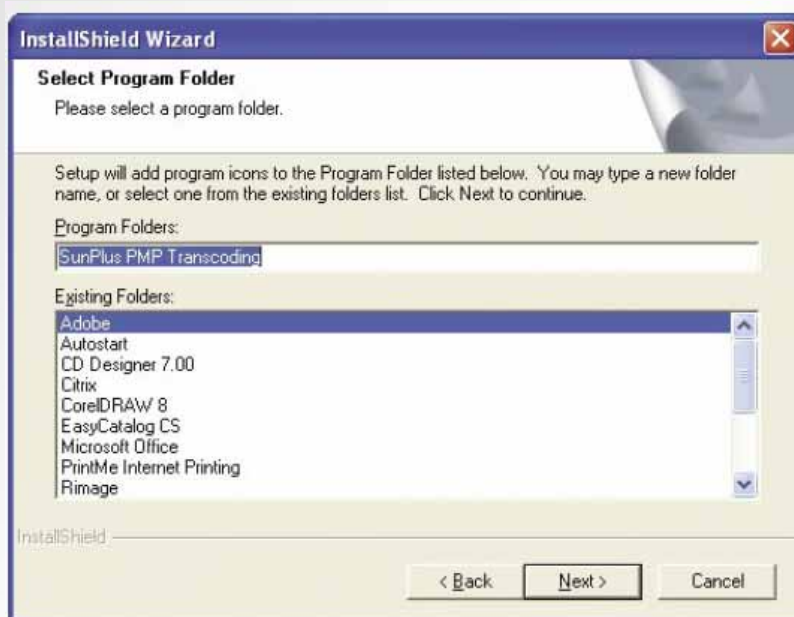 InstallShield Wizard
Select Program Folder
Please select a program folder.
Setup will add program icons to the Program Folder listed below. You may type a new folder
name, or select one from the existing folders list. Click Next to continue.
Program Folders:
SunPlus PMP Transcoding
Existing Folders:
Adobe
Autostart
CD Designer 7.00
Citrix
CorelDRAW 8
EasyCatalog CS
Microsoft Office
PrintMe Internet Printing
Rimage
InstallShield
< Back Next > Cancel